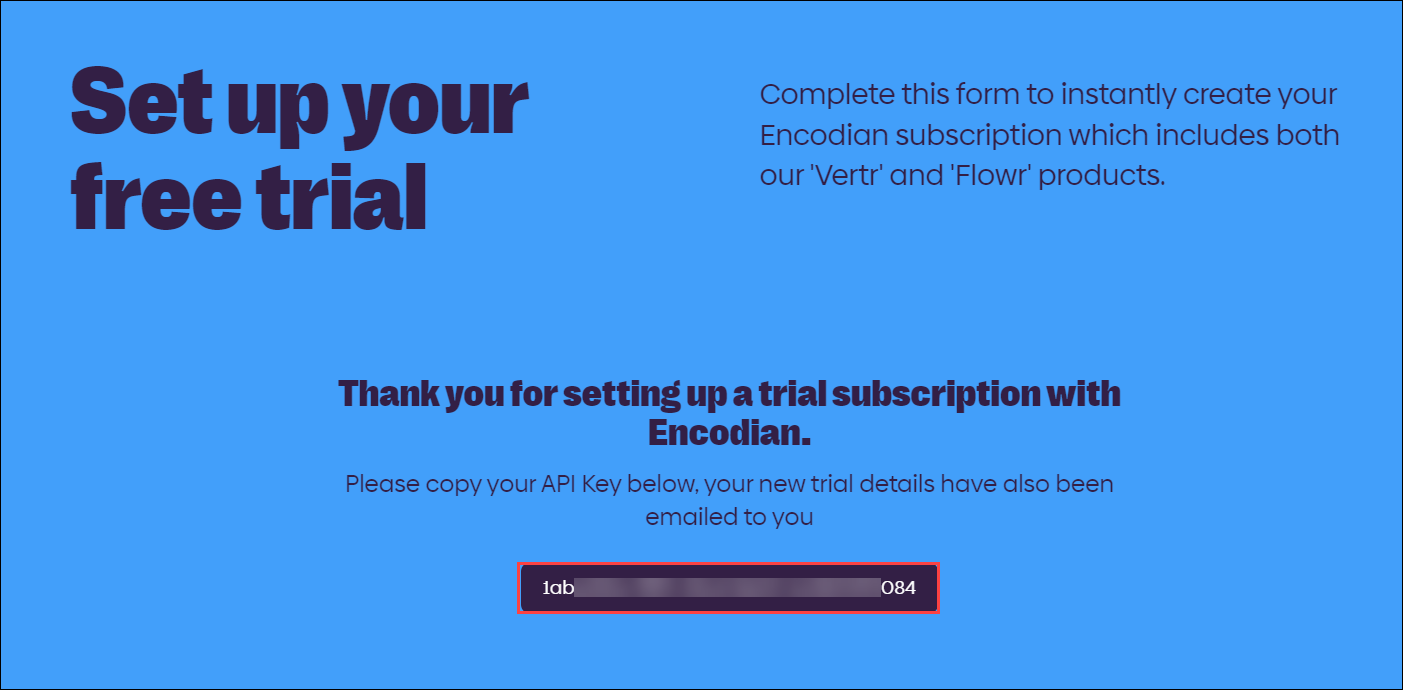 Set up your
free trial
Complete this form to instantly create your
Encodian subscription which includes both
our 'Vertr' and 'Flowr' products.
Thank you for setting up a trial subscription with
Encodian.
Please copy your API Key below, your new trial details have also been
emailed to you
1ab 084